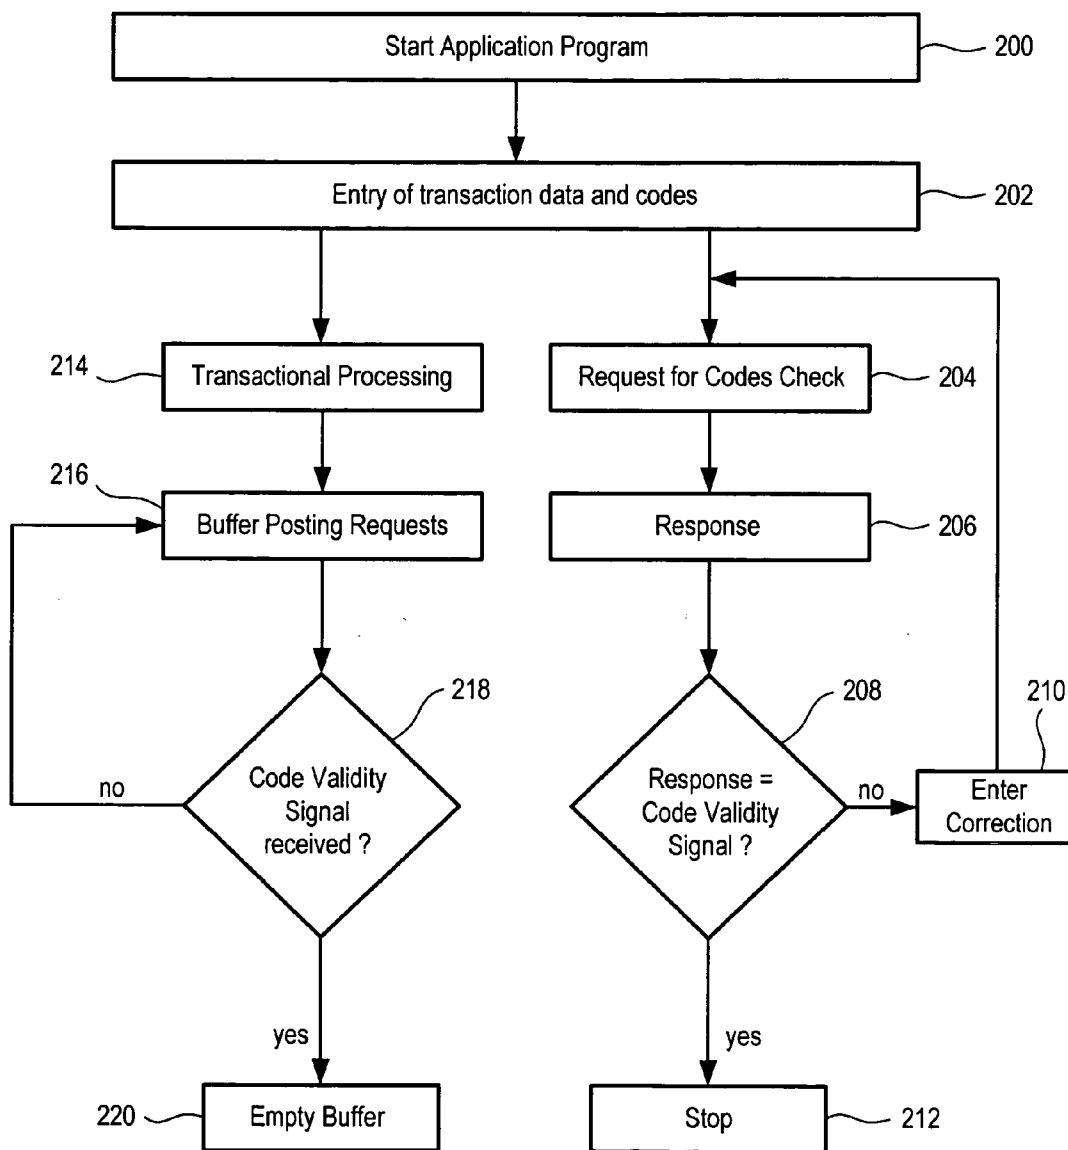 Start Application Program
200
Entry of transaction data and codes
202
214
Transactional Processing
Request for Codes Check
204
216
Buffer Posting Requests
Response
206
218
Code Validity
Signal
received ?
no
208
Response =
Code Validity
Signal ?
no
210
Enter
Correction
yes
yes
220
Empty Buffer
Stop
212